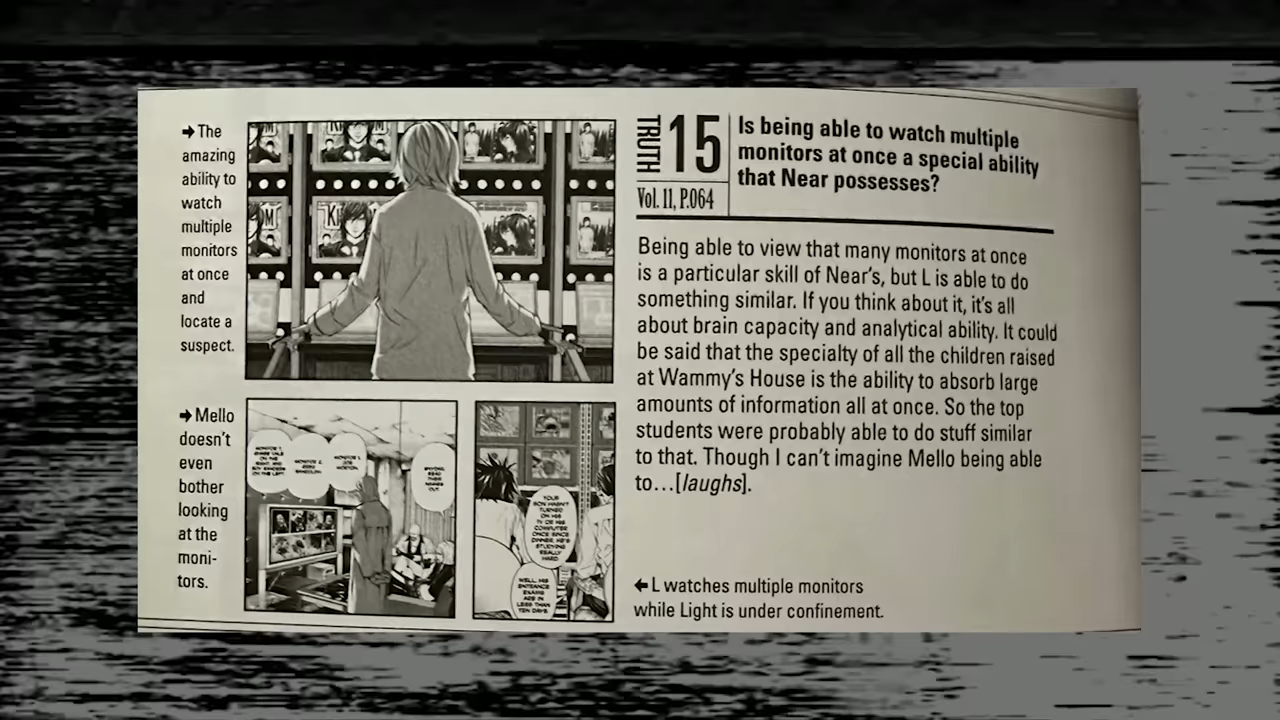 ➜The
amazing
ability to
watch
multiple
monitors
at once
and
locate a
suspect.
➜Mello
doesn't
even
bother
looking
at the
moni-
tors.
TRUTH 15
Vol. 11, P.064
Is being able to watch multiple
monitors at once a special ability
that Near possesses?
Being able to view that many monitors at once
is a particular skill of Near's, but L is able to do
something similar. If you think about it, it's all
about brain capacity and analytical ability. It could
be said that the specialty of all the children raised
at Wammy's House is the ability to absorb large
amounts of information all at once. So the top
students were probably able to do stuff similar
to that. Though I can't imagine Mello being able
to…[laughs].
YOUR
SON HASN'T
TURNED
ON HIS
TV OR HIS
COMPUTER
ONCE SINCE
DINNER. HE'S
STUDYING
REALLY
HARD.
WELL, HIS
ENTRANCE
EXAMS
ARE IN
LESS THAN
TEN DAYS.
←L watches multiple monitors
while Light is under confinement.